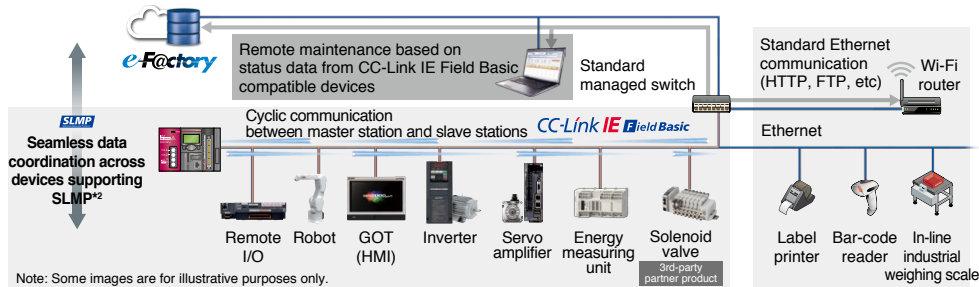 e-F@ctory
Remote maintenance based on
status data from CC-Link IE Field Basic
compatible devices
Standard
managed switch
Standard Ethernet
communication
(HTTP, FTP, etc)
Wi-Fi
router
SLMP
Seamless data
coordination across
devices supporting
SLMP*2
Cyclic communication
between master station and slave stations
CC-Link IE Field Basic
Ethernet
Remote
I/O
Robot
GOT
(HMI)
Inverter
Servo
amplifier
Energy
measuring
unit
Solenoid
valve
3rd-party
partner product
Label
printer
Bar-code
reader
In-line
industrial
weighing scale
Note: Some images are for illustrative purposes only.